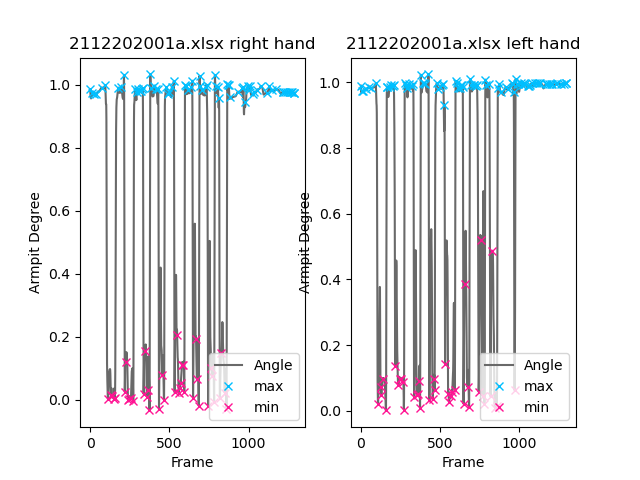 2112202001a.xlsx right hand
1.0
0.8
0.6
0.4
0.2
0.0
Armpit Degree
0
500
1000
Frame
Angle
max
min
2112202001a.xlsx left hand
1.0
0.8
0.6
0.4
0.2
0.0
Armpit Degree
0
500
1000
Frame
Angle
max
min